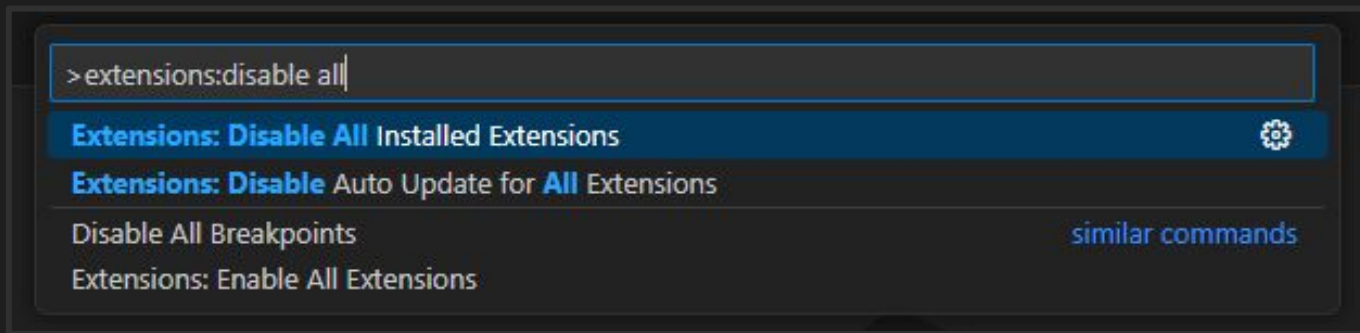 >extensions:disable all
Extensions: Disable All Installed Extensions
Extensions: Disable Auto Update for All Extensions
Disable All Breakpoints similar commands
Extensions: Enable All Extensions